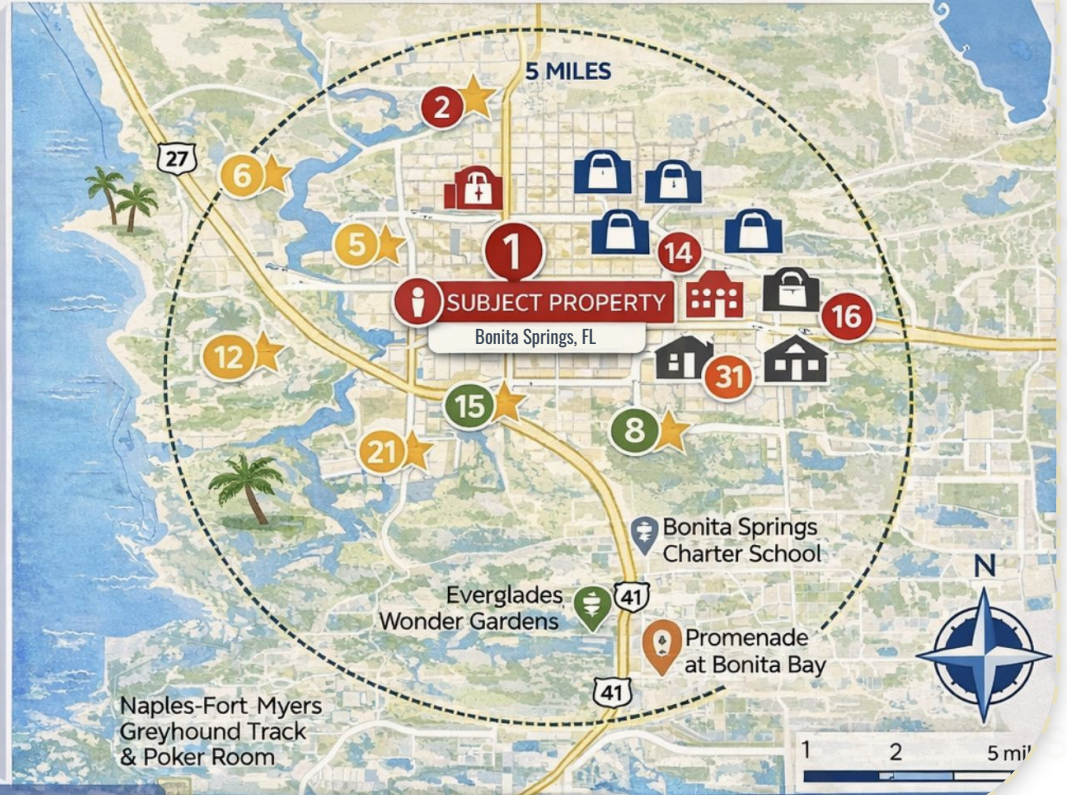 5 MILES
2
27
6
5
1
14
SUBJECT PROPERTY
16
Bonita Springs, FL
12
31
15
8
21
Bonita Springs
Charter School
N
Everglades
Wonder Gardens
41
Promenade
at Bonita Bay
41
Naples-Fort Myers
Greyhound Track
& Poker Room
1 2 5 mil